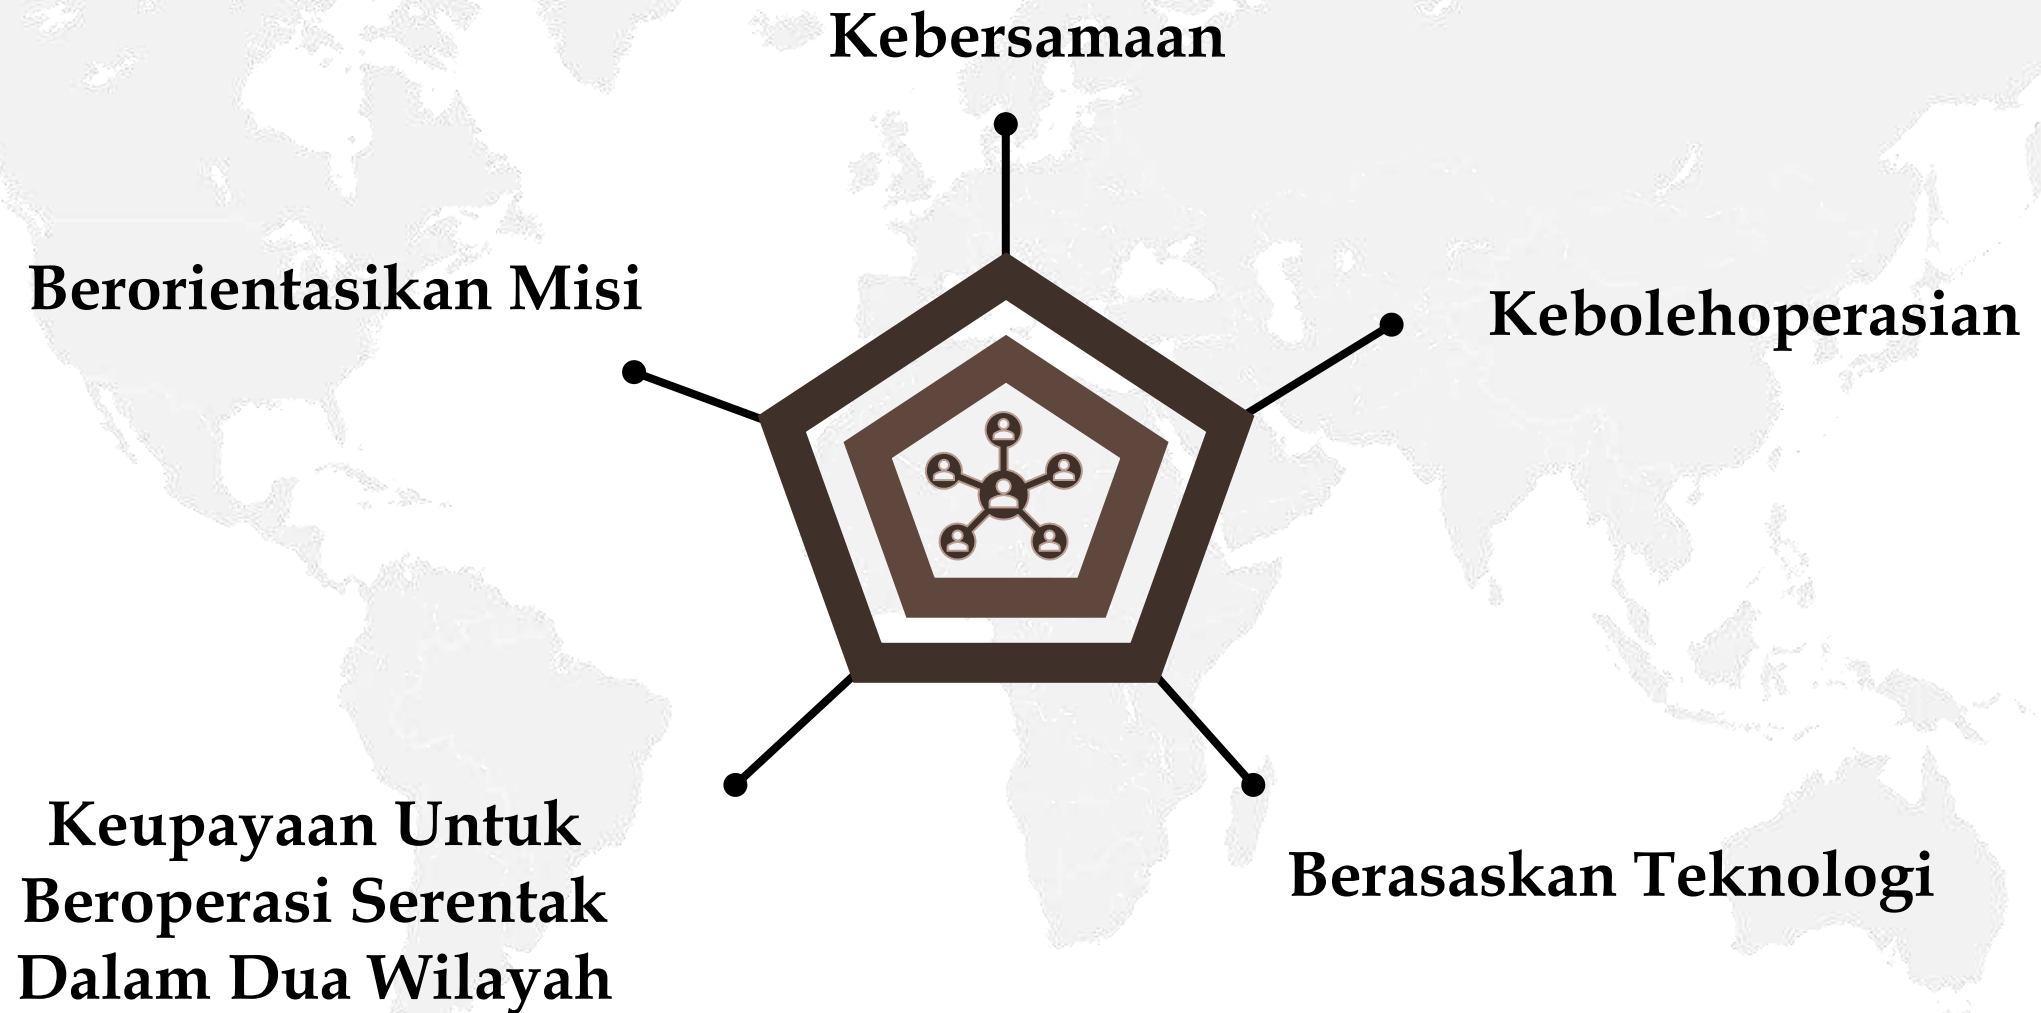 Kebersamaan
Berorientasikan Misi
Kebolehoperasian
Keupayaan Untuk
Beroperasi Serentak
Dalam Dua Wilayah
Berasaskan Teknologi